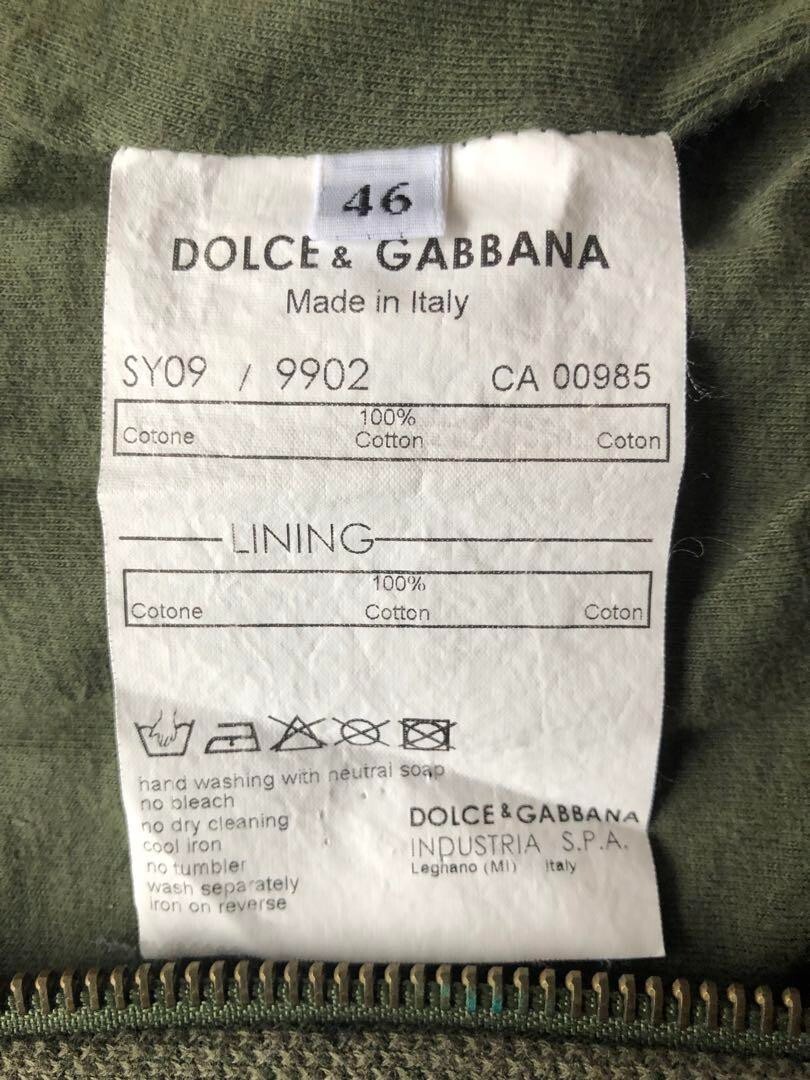 46
DOLCE & GABBANA
Made in Italy
SY09 / 9902 CA 00985
100%
Cotone Cotton Coton
LINING
100%
Cotone Cotton Coton
hand washing with neutral soap
no bleach
no dry cleaning
cool iron
no tumbler
wash separately
iron on reverse
DOLCE & GABBANA
INDUSTRIA S.P.A.
Legnano (MI) Italy